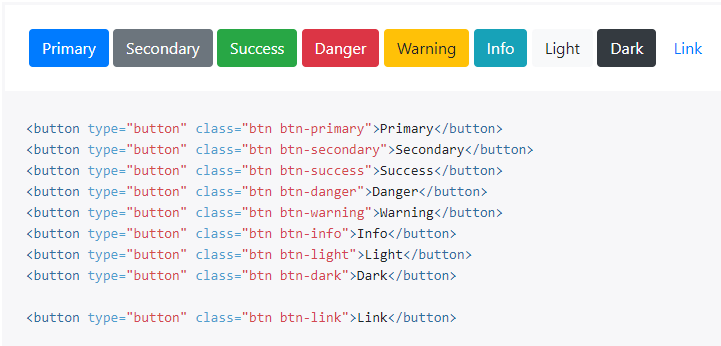 Primary Secondary Success Danger Warning Info Light Dark Link
<button type="button" class="btn btn-primary">Primary</button>
<button type="button" class="btn btn-secondary">Secondary</button>
<button type="button" class="btn btn-success">Success</button>
<button type="button" class="btn btn-danger">Danger</button>
<button type="button" class="btn btn-warning">Warning</button>
<button type="button" class="btn btn-info">Info</button>
<button type="button" class="btn btn-light">Light</button>
<button type="button" class="btn btn-dark">Dark</button>
<button type="button" class="btn btn-link">Link</button>